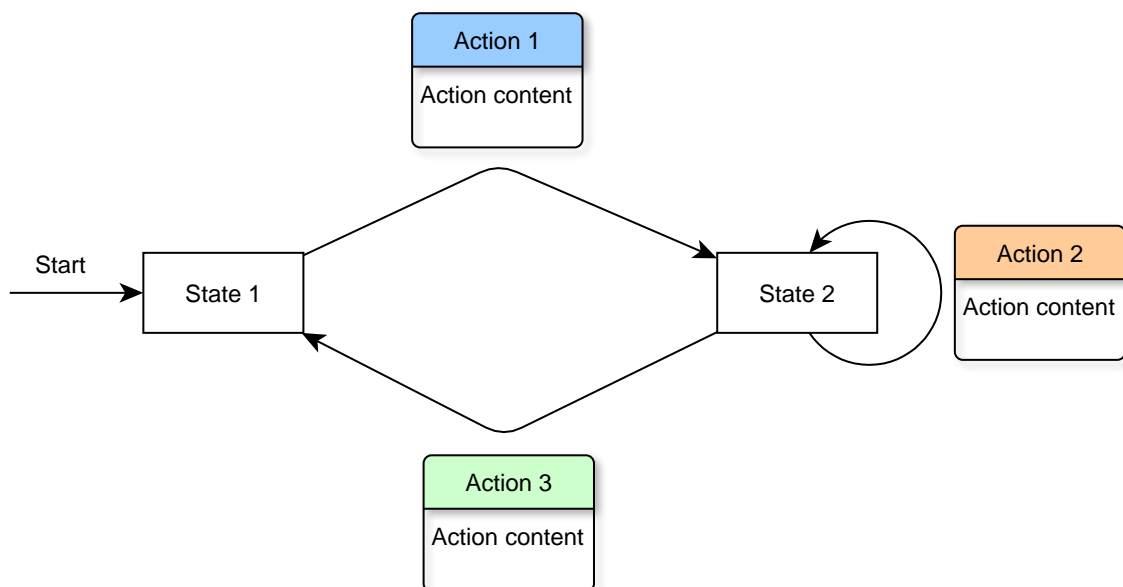 Action 1
Action content
Start
State 1
State 2
Action 2
Action content
Action 3
Action content